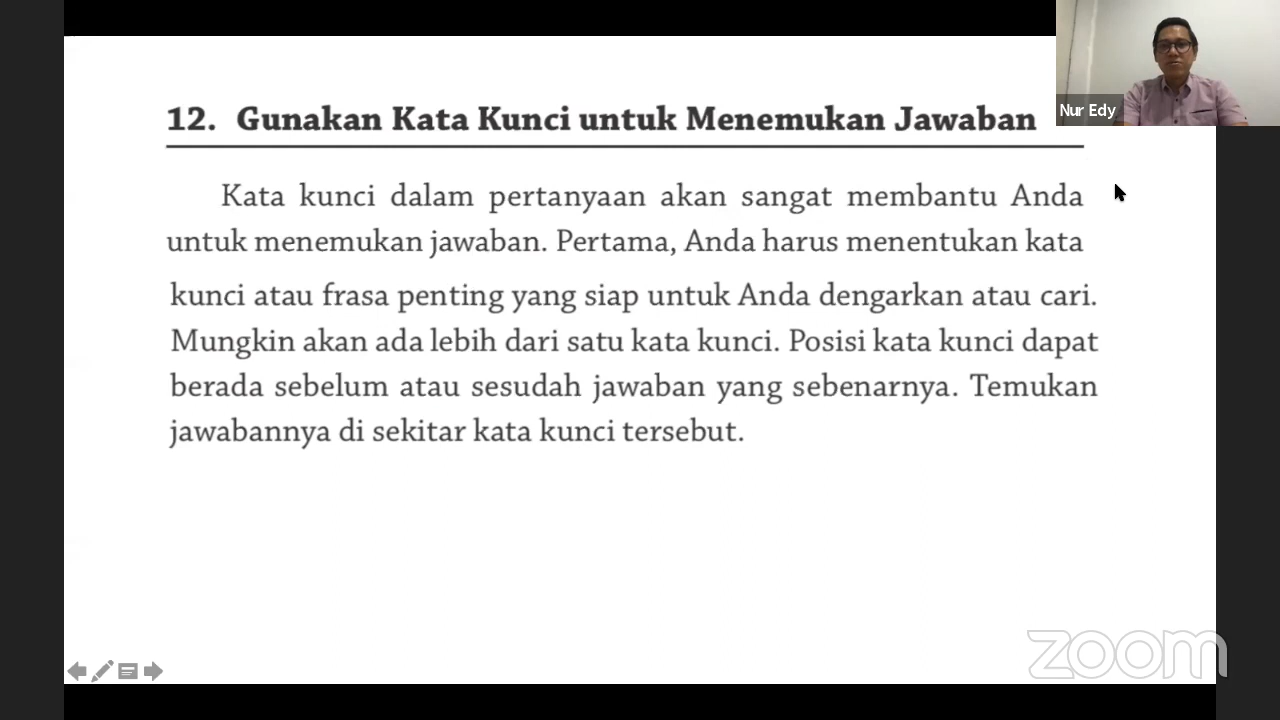 12. Gunakan Kata Kunci untuk Menemukan Jawaban
Nur Edy
Kata kunci dalam pertanyaan akan sangat membantu Anda
untuk menemukan jawaban. Pertama, Anda harus menentukan kata
kunci atau frasa penting yang siap untuk Anda dengarkan atau cari.
Mungkin akan ada lebih dari satu kata kunci. Posisi kata kunci dapat
berada sebelum atau sesudah jawaban yang sebenarnya. Temukan
jawabannya di sekitar kata kunci tersebut.
zoom